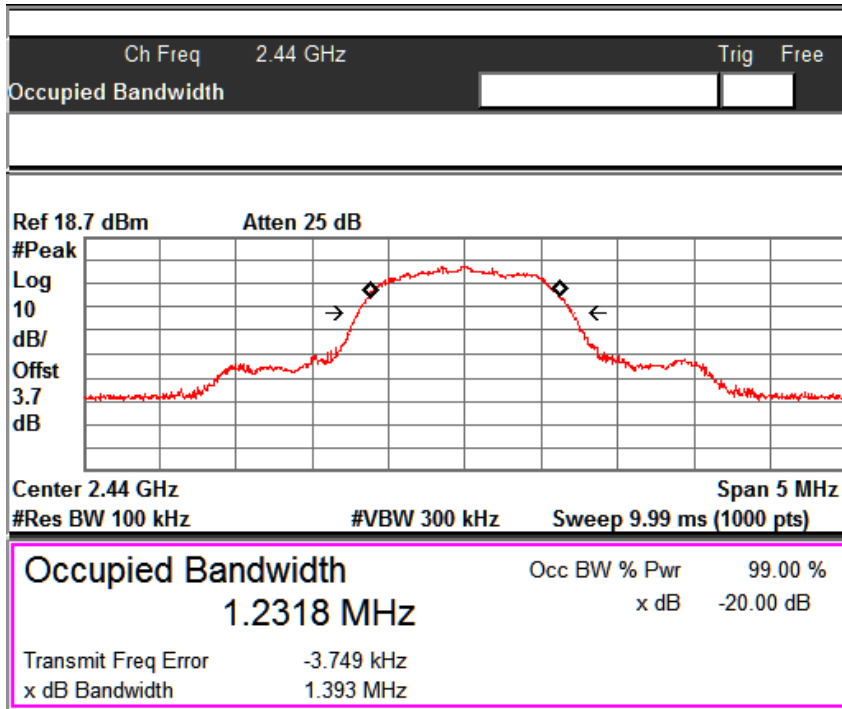 Ch Freq 2.44 GHz Trig Free
Occupied Bandwidth
Ref 18.7 dBm Atten 25 dB
#Peak
Log
10
dB/
Offst
3.7
dB
Center 2.44 GHz Span 5 MHz
#Res BW 100 kHz #VBW 300 kHz Sweep 9.99 ms (1000 pts)
Occupied Bandwidth Occ BW % Pwr 99.00 %
1.2318 MHz x dB -20.00 dB
Transmit Freq Error -3.749 kHz
x dB Bandwidth 1.393 MHz